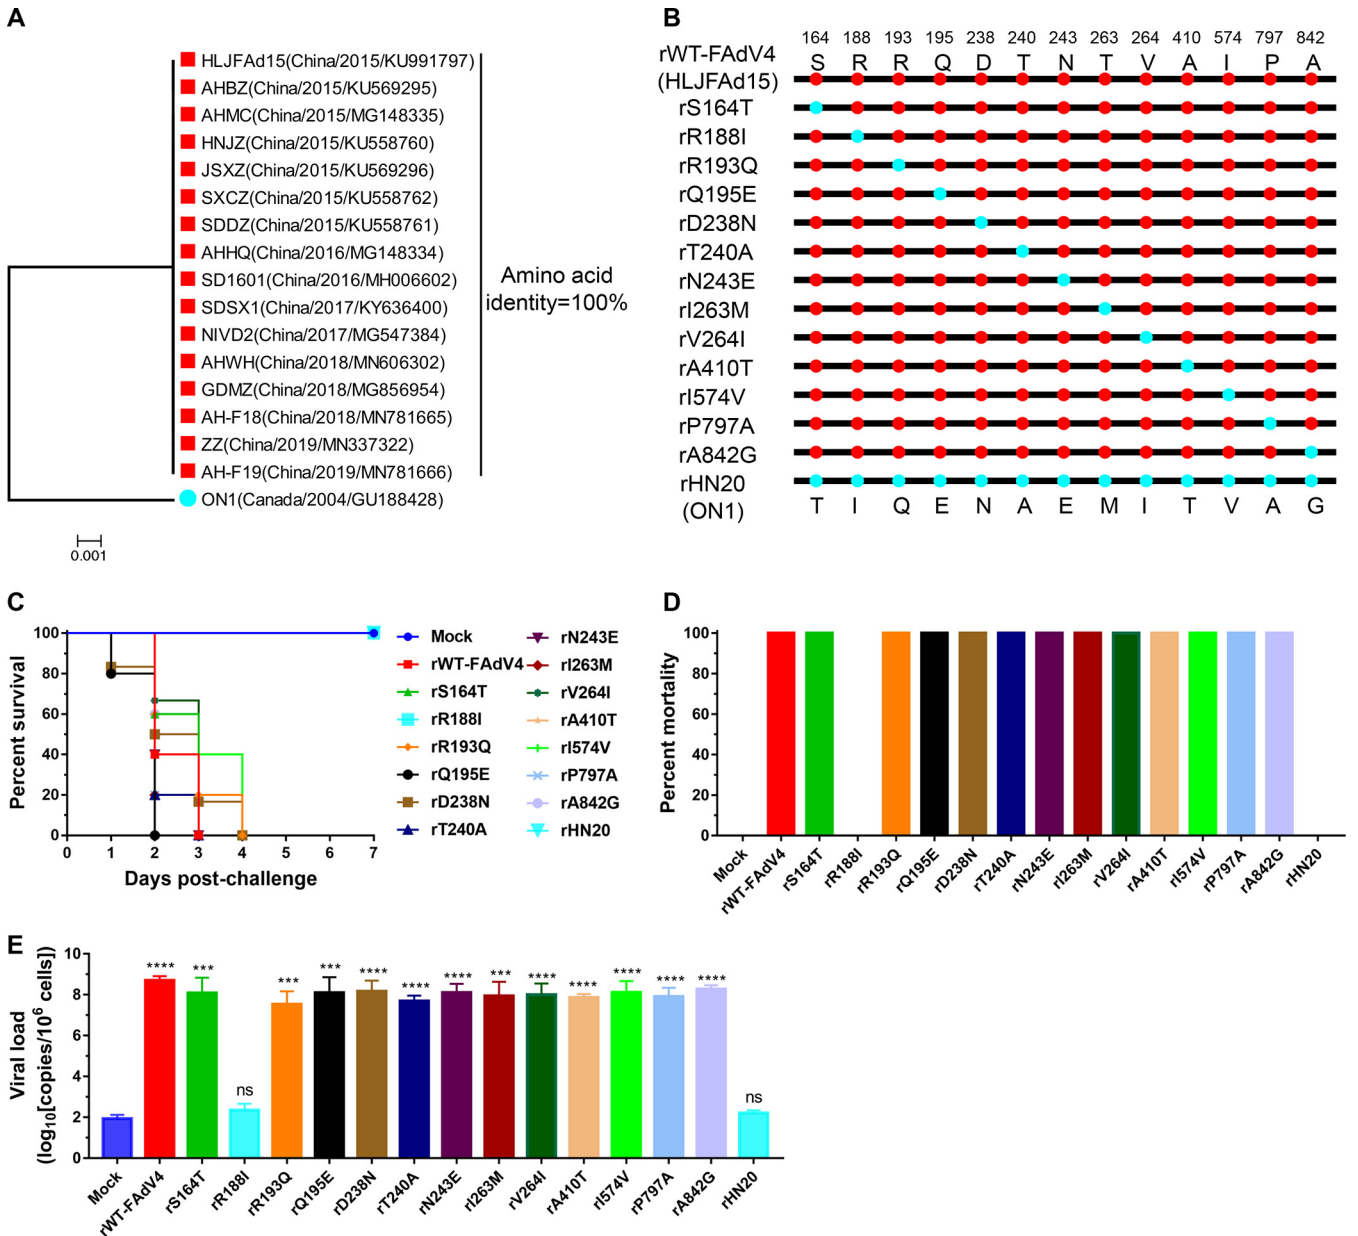 A
HLJFAd15(China/2015/KU991797)
AHBZ(China/2015/KU569295)
AHMC(China/2015/MG148335)
HNJZ(China/2015/KU558760)
JSXZ(China/2015/KU569296)
SXCZ(China/2015/KU558762)
SDDZ(China/2015/KU558761)
AHHQ(China/2016/MG148334)
SD1601(China/2016/MH006602)
SDSX1(China/2017/KY636400)
NIVD2(China/2017/MG547384)
AHWH(China/2018/MN606302)
GDMZ(China/2018/MG856954)
AH-F18(China/2018/MN781665)
ZZ(China/2019/MN337322)
AH-F19(China/2019/MN781666)
ON1(Canada/2004/GU188428)
Amino acid
identity=100%
0.001
B
164 188 193 195 238 240 243 263 264 410 574 797 842
rWT-FAdV4 S R R Q D T N T V A I P A
(HLJFAd15)
rS164T
rR188I
rR193Q
rQ195E
rD238N
rT240A
rN243E
rI263M
rV264I
rA410T
rI574V
rP797A
rA842G
rHN20
(ON1) T I Q E N A E M I T V A G
C
Percent survival
100
80
60
40
20
0
0 1 2 3 4 5 6 7
Days post-challenge
Mock
rWT-FAdV4
rS164T
rR188I
rR193Q
rQ195E
rD238N
rT240A
rN243E
rI263M
rV264I
rA410T
rI574V
rP797A
rA842G
rHN20
D
Percent mortality
100
80
60
40
20
0
Mock rWT-FAdV4 rS164T rR188I rR193Q rQ195E rD238N rT240A rN243E rI263M rV264I rA410T rI574V rP797A rA842G rHN20
E
Viral load
(log10[copies/10^6 cells])
10
8
6
4
2
0
**** *** ns *** *** **** **** **** *** **** **** **** **** **** ns
Mock rWT-FAdV4 rS164T rR188I rR193Q rQ195E rD238N rT240A rN243E rI263M rV264I rA410T rI574V rP797A rA842G rHN20